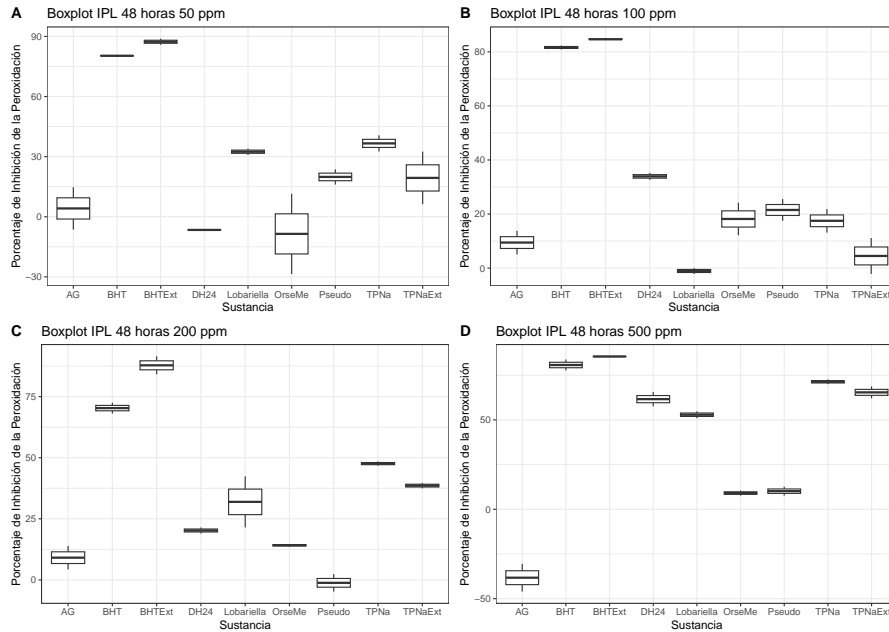 A
Boxplot IPL 48 horas 50 ppm
Porcentaje de Inhibición de la Peroxidación
90
60
30
0
−30
AG BHT BHTExt DH24 Lobariella OrseMe Pseudo TPNa TPNaExt
Sustancia
B
Boxplot IPL 48 horas 100 ppm
Porcentaje de Inhibición de la Peroxidación
80
60
40
20
0
AG BHT BHTExt DH24 Lobariella OrseMe Pseudo TPNa TPNaExt
Sustancia
C
Boxplot IPL 48 horas 200 ppm
Porcentaje de Inhibición de la Peroxidación
75
50
25
0
AG BHT BHTExt DH24 Lobariella OrseMe Pseudo TPNa TPNaExt
Sustancia
D
Boxplot IPL 48 horas 500 ppm
Porcentaje de Inhibición de la Peroxidación
50
0
−50
AG BHT BHTExt DH24 Lobariella OrseMe Pseudo TPNa TPNaExt
Sustancia